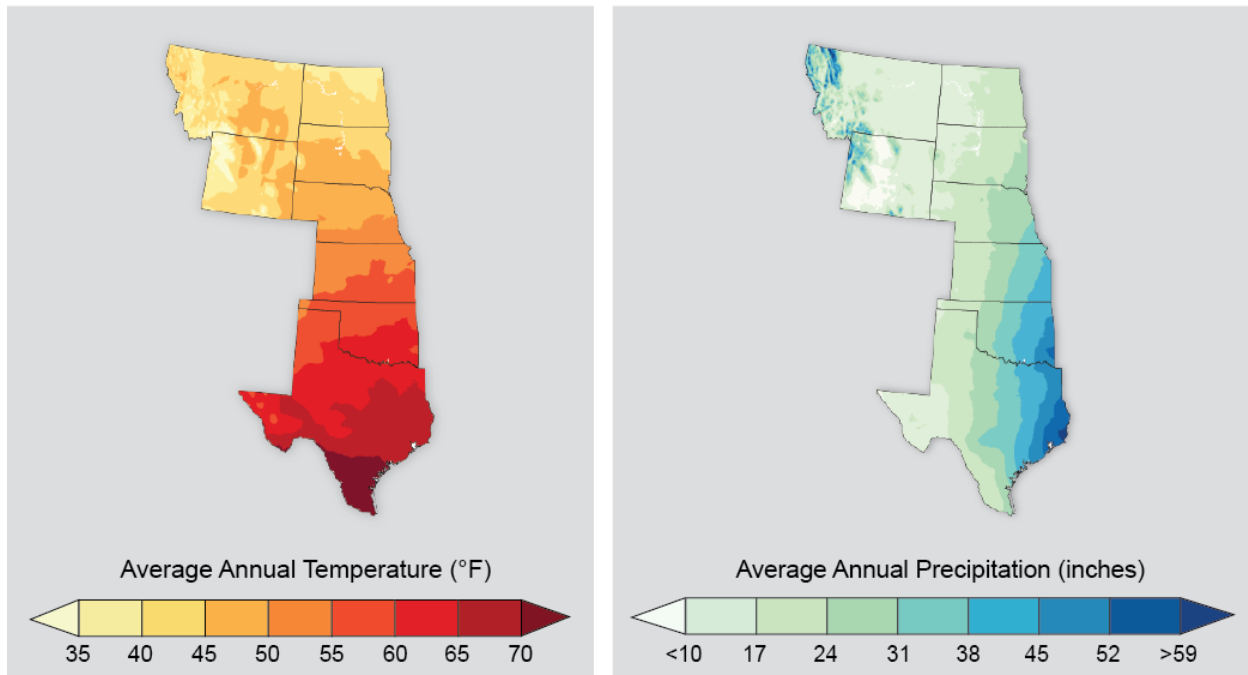 Average Annual Temperature (°F)
35 40 45 50 55 60 65 70
Average Annual Precipitation (inches)
<10 17 24 31 38 45 52 >59